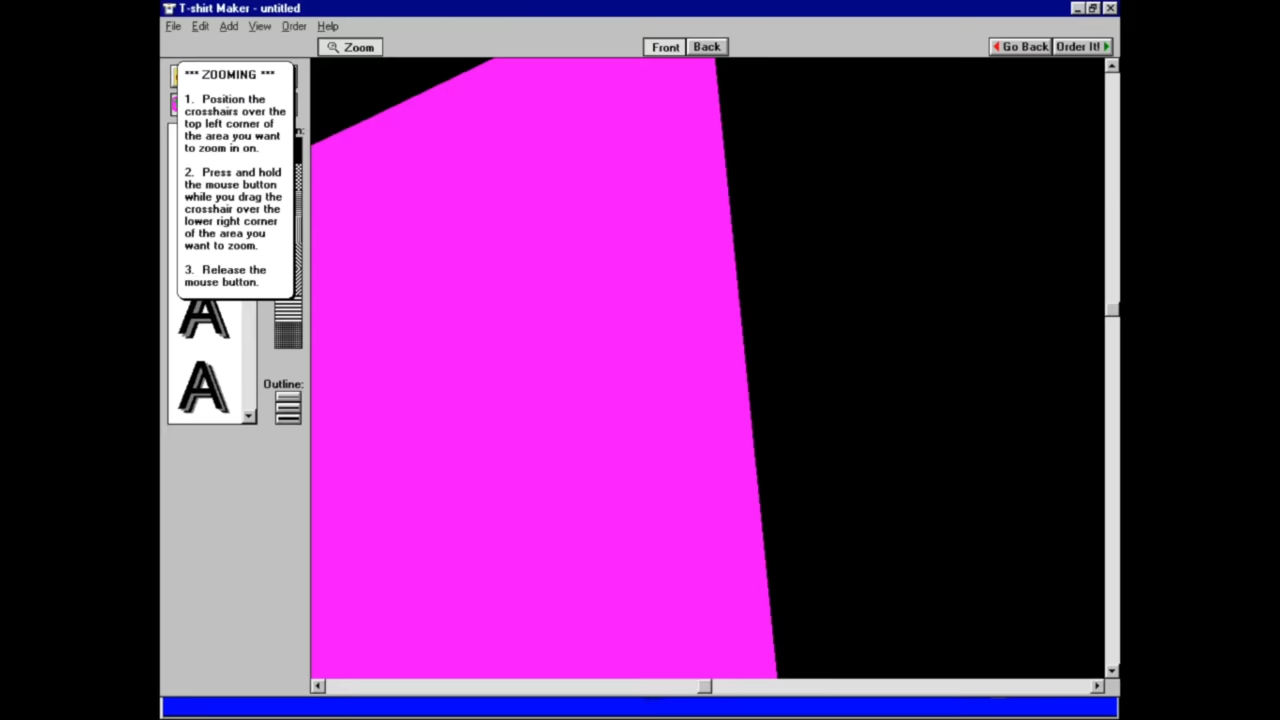 T-shirt Maker - untitled
File Edit Add View Order Help
Zoom
Front Back
Go Back Order It!
*** ZOOMING ***
1. Position the
crosshairs over the
top left corner of
the area you want
to zoom in on.
2. Press and hold
the mouse button
while you drag the
crosshair over the
lower right corner
of the area you
want to zoom.
3. Release the
mouse button.
A
A
Outline: